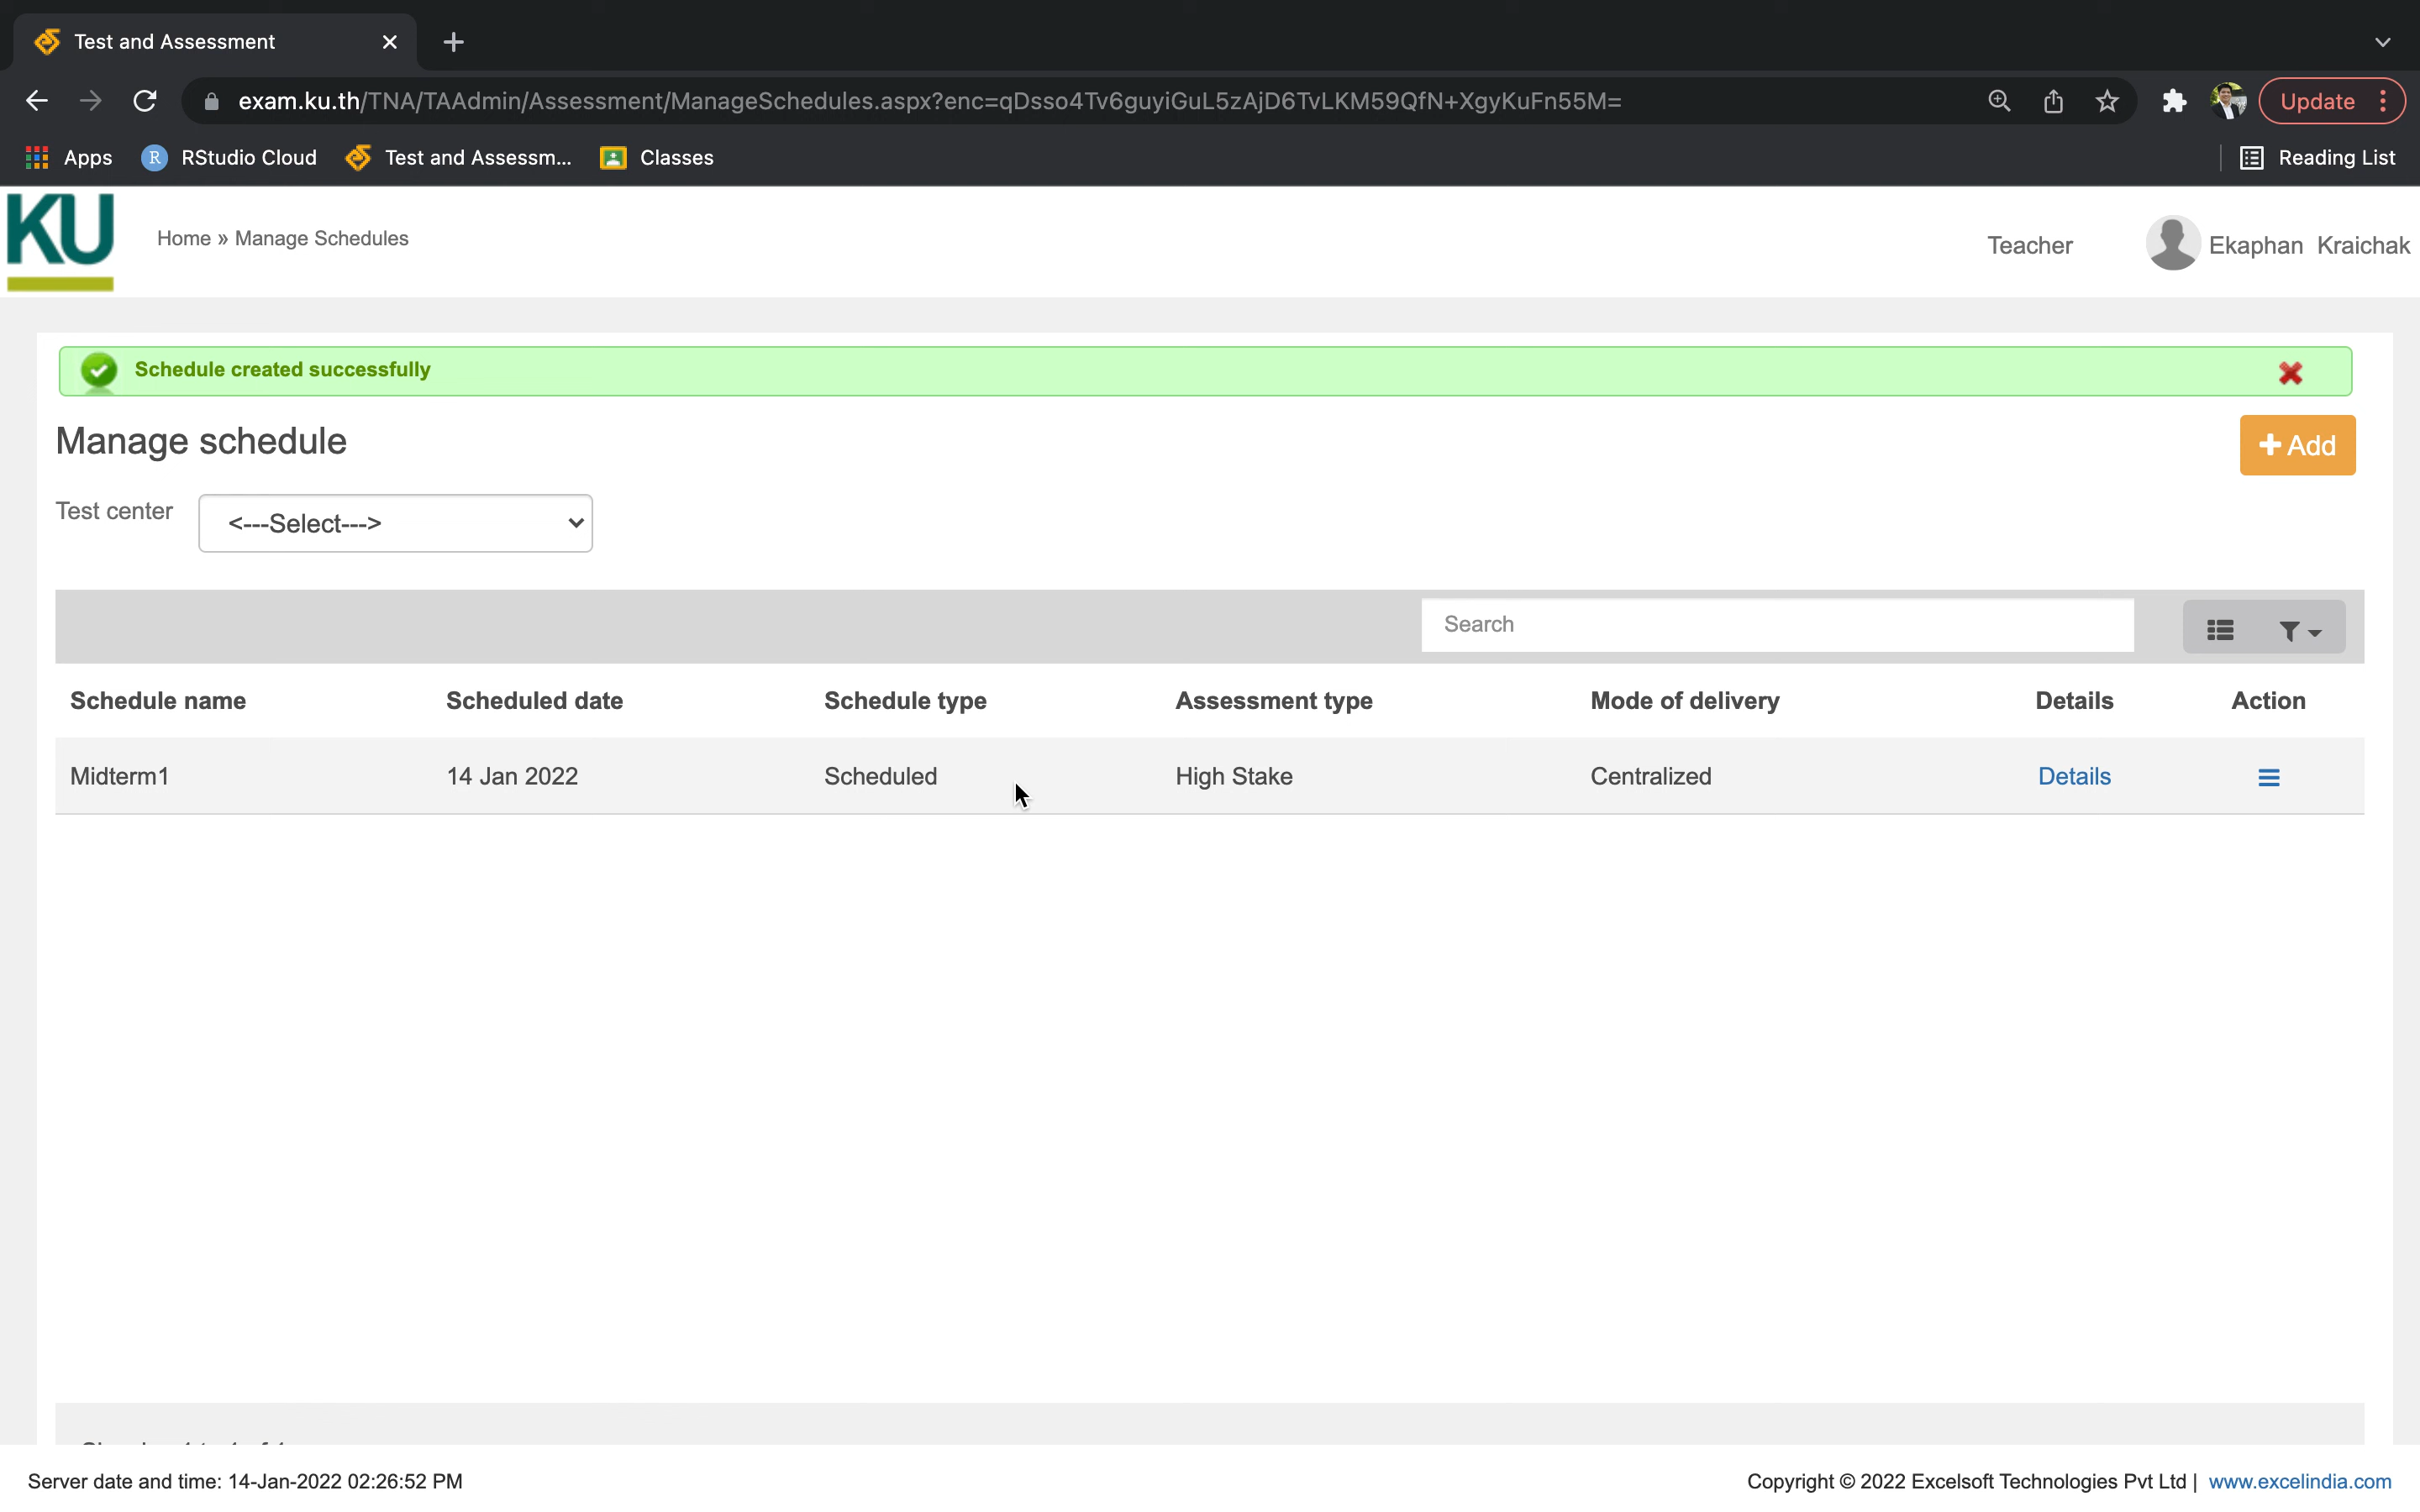 Test and Assessment
exam.ku.th/TNA/TAAdmin/Assessment/ManageSchedules.aspx?enc=qDsso4Tv6guyiGuL5zAjD6TvLKM59QfN+XgyKuFn55M=
Update
Apps
R RStudio Cloud
Test and Assessm...
Classes
Reading List
KU
Home » Manage Schedules
Teacher
Ekaphan Kraichak
Schedule created successfully
Manage schedule
Add
Test center
<---Select--->
Search
Schedule name Scheduled date Schedule type Assessment type Mode of delivery Details Action
Midterm1 14 Jan 2022 Scheduled High Stake Centralized Details
Server date and time: 14-Jan-2022 02:26:52 PM
Copyright © 2022 Excelsoft Technologies Pvt Ltd | www.excelindia.com